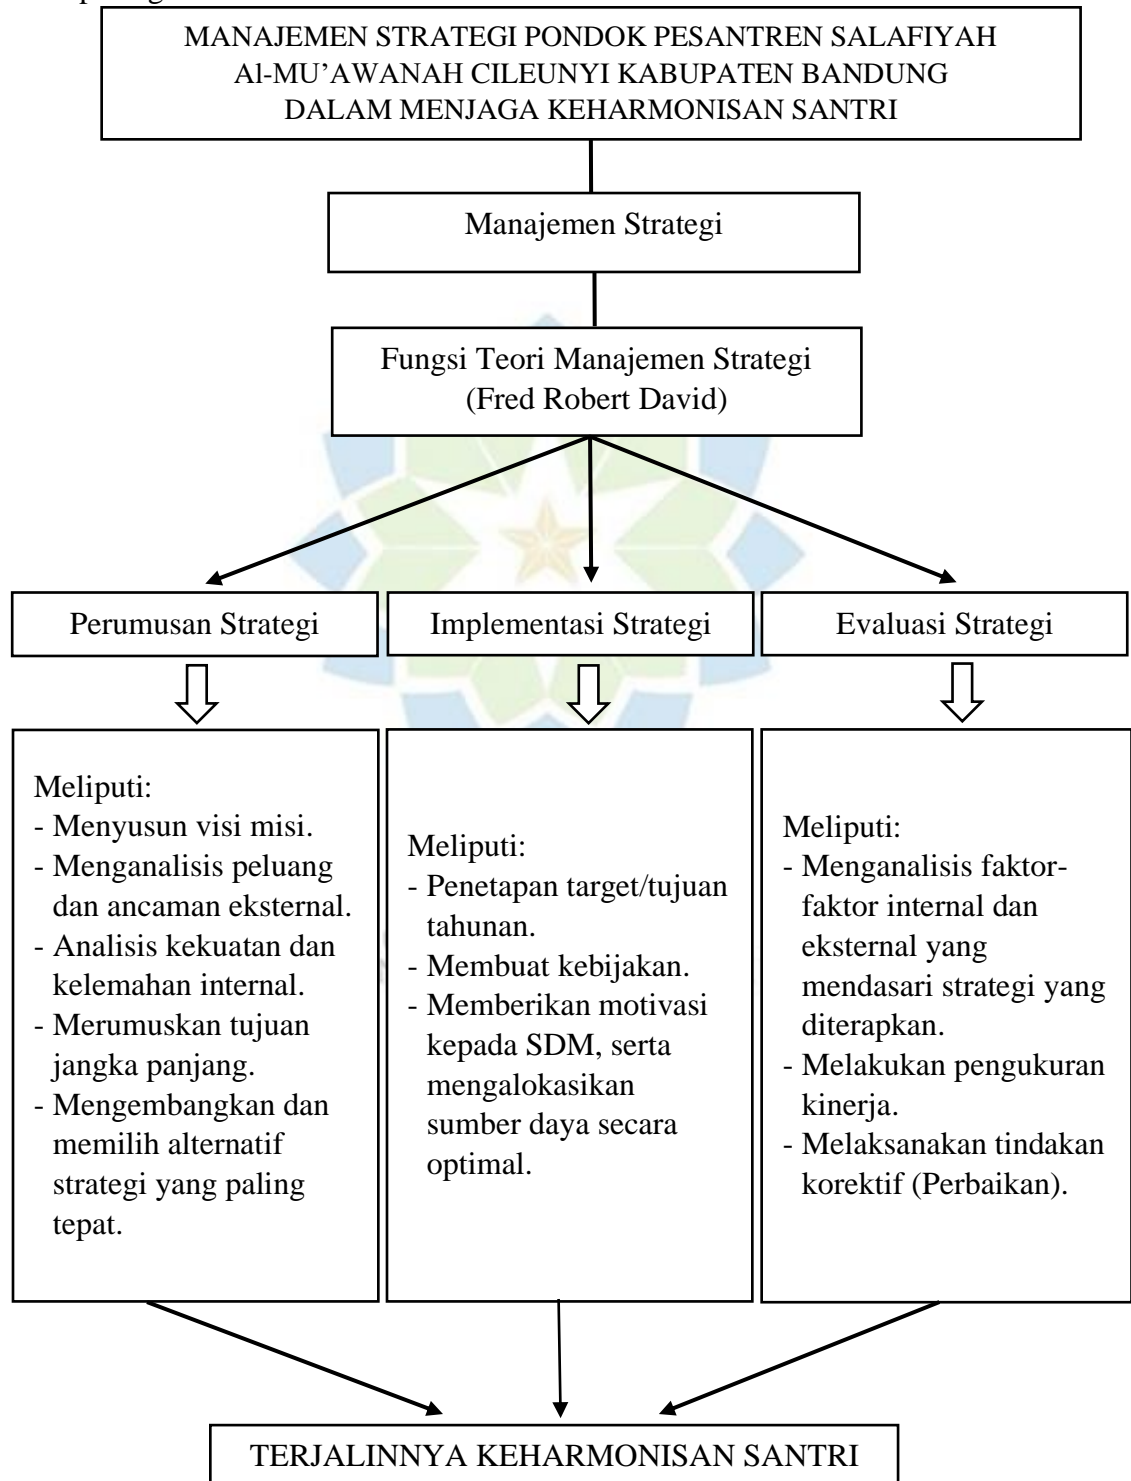 MANAJEMEN STRATEGI PONDOK PESANTREN SALAFIYAH
Al-MU’AWANAH CILEUNYI KABUPATEN BANDUNG
DALAM MENJAGA KEHARMONISAN SANTRI
Manajemen Strategi
Fungsi Teori Manajemen Strategi
(Fred Robert David)
Perumusan Strategi
Implementasi Strategi
Evaluasi Strategi
Meliputi:
- Menyusun visi misi.
- Menganalisis peluang
dan ancaman eksternal.
- Analisis kekuatan dan
kelemahan internal.
- Merumuskan tujuan
jangka panjang.
- Mengembangkan dan
memilih alternatif
strategi yang paling
tepat.
Meliputi:
- Penetapan target/tujuan
tahunan.
- Membuat kebijakan.
- Memberikan motivasi
kepada SDM, serta
mengalokasikan
sumber daya secara
optimal.
Meliputi:
- Menganalisis faktor-
faktor internal dan
eksternal yang
mendasari strategi yang
diterapkan.
- Melakukan pengukuran
kinerja.
- Melaksanakan tindakan
korektif (Perbaikan).
TERJALINNYA KEHARMONISAN SANTRI